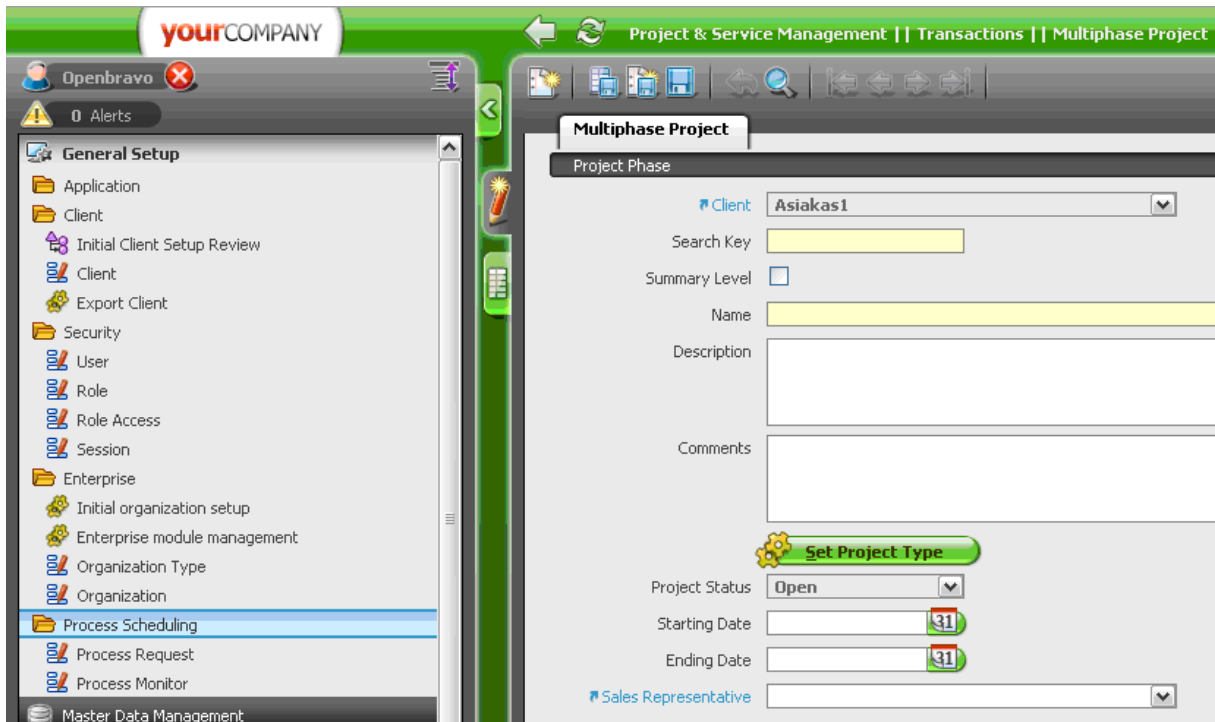 yourCOMPANY
Project & Service Management || Transactions || Multiphase Project
Openbravo
0 Alerts
General Setup
Application
Client
Initial Client Setup Review
Client
Export Client
Security
User
Role
Role Access
Session
Enterprise
Initial organization setup
Enterprise module management
Organization Type
Organization
Process Scheduling
Process Request
Process Monitor
Master Data Management
Multiphase Project
Project Phase
Client Asiakas1
Search Key
Summary Level
Name
Description
Comments
Set Project Type
Project Status Open
Starting Date 31
Ending Date 31
Sales Representative